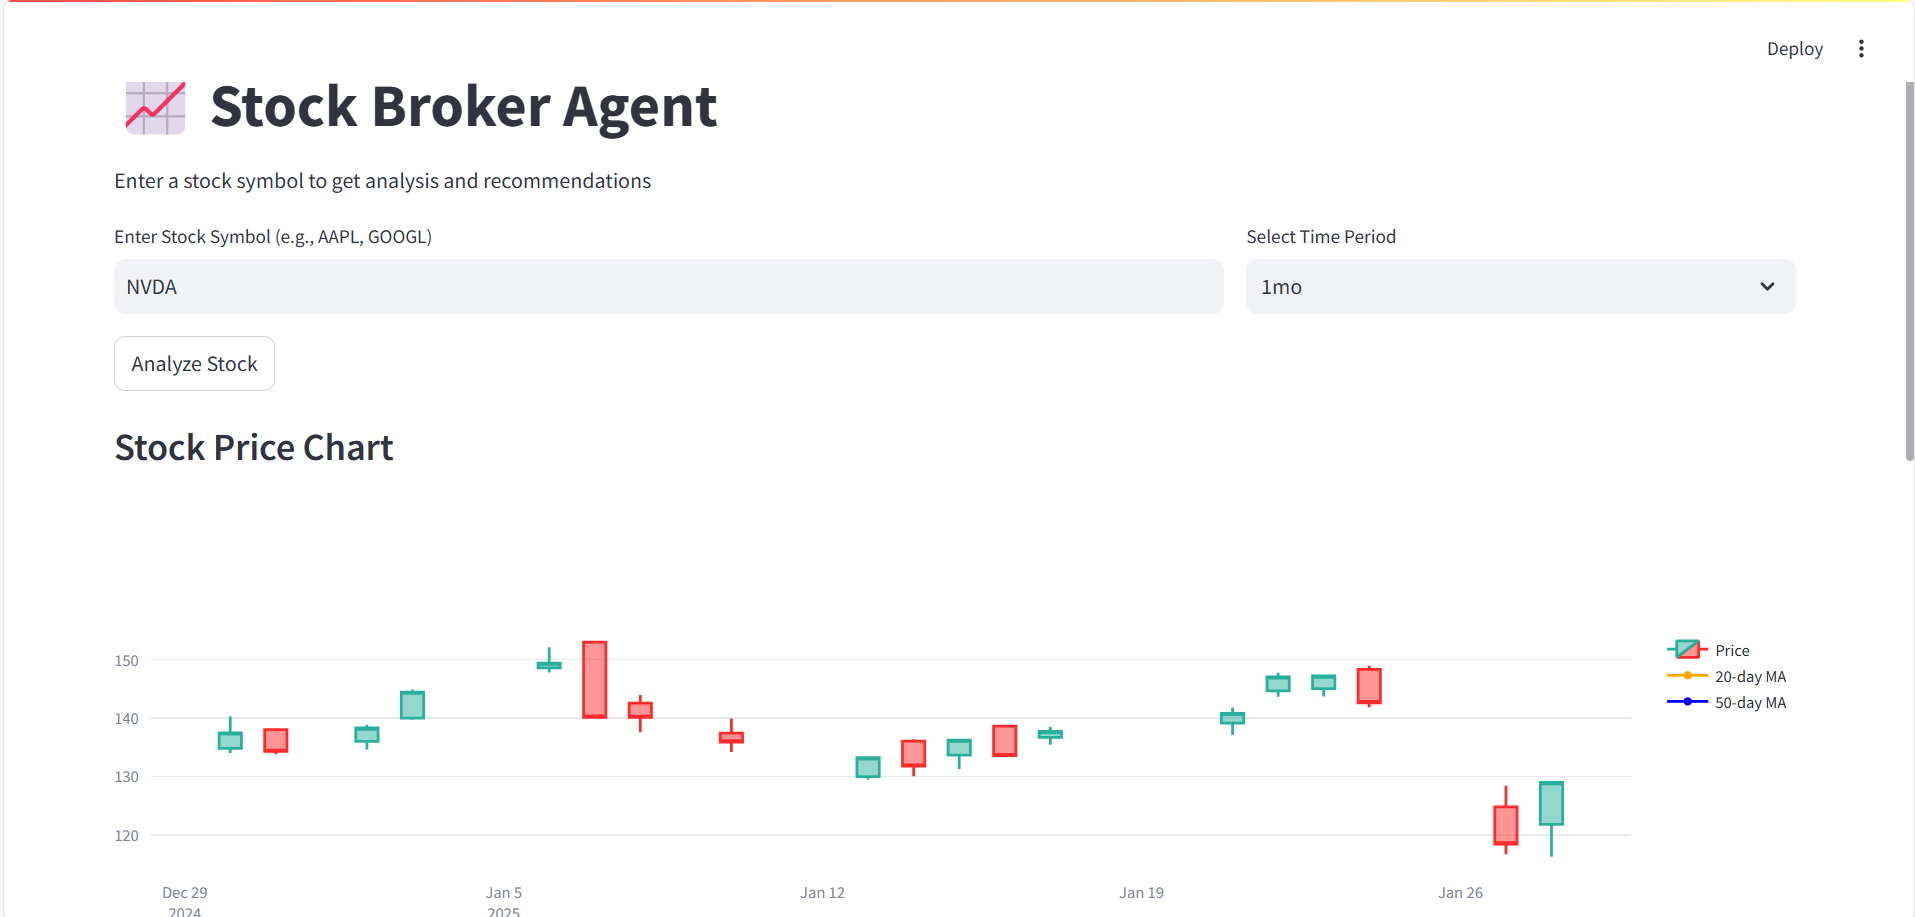 Deploy
Stock Broker Agent
Enter a stock symbol to get analysis and recommendations
Enter Stock Symbol (e.g., AAPL, GOOGL)
Select Time Period
NVDA
1mo
Analyze Stock
Stock Price Chart
150
140
130
120
Price
20-day MA
50-day MA
Dec 29
2024
Jan 5
2025
Jan 12
Jan 19
Jan 26